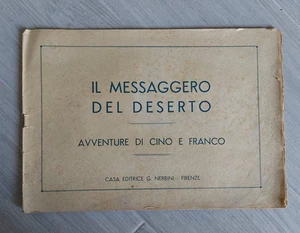 IL MESSAGGERO
DEL DESERTO
AVVENTURE DI CINO E FRANCO
CASA EDITRICE G. NERBINI - FIRENZE